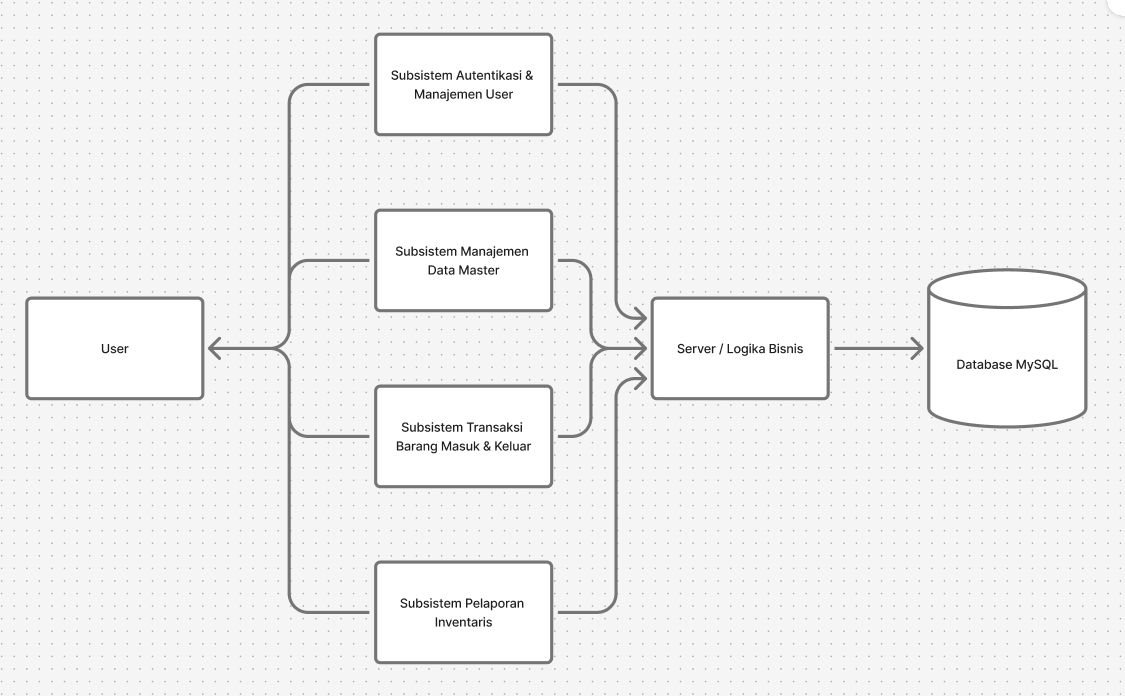 Subsistem Autentikasi &
Manajemen User
Subsistem Manajemen
Data Master
User
Server / Logika Bisnis
Database MySQL
Subsistem Transaksi
Barang Masuk & Keluar
Subsistem Pelaporan
Inventaris